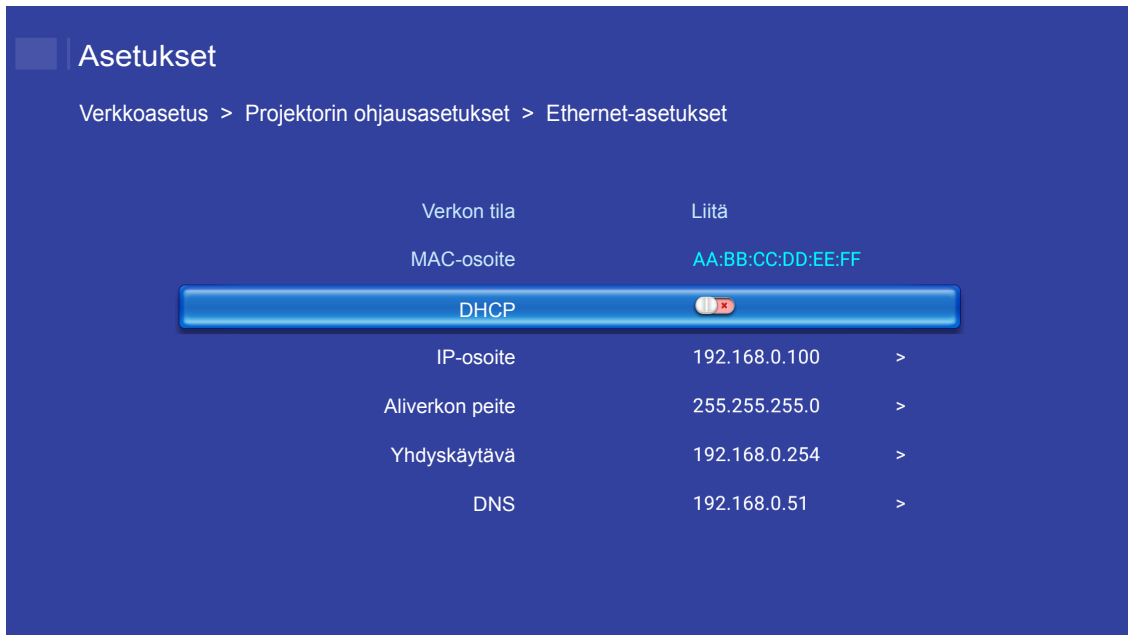 Asetukset
Verkkoasetus > Projektorin ohjausasetukset > Ethernet-asetukset
Verkon tila Liitä
MAC-osoite AA:BB:CC:DD:EE:FF
DHCP
IP-osoite 192.168.0.100 >
Aliverkon peite 255.255.255.0 >
Yhdyskäytävä 192.168.0.254 >
DNS 192.168.0.51 >